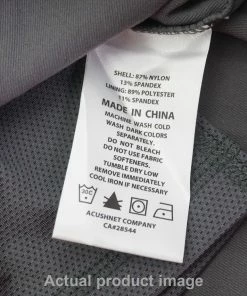 SHELL: 87% NYLON
13% SPANDEX
LINING: 89% POLYESTER
11% SPANDEX
MADE IN CHINA
MACHINE WASH COLD
WASH DARK COLORS
SEPARATELY.
DO NOT BLEACH
DO NOT USE FABRIC
SOFTENERS.
TUMBLE DRY LOW
REMOVE IMMEDIATELY
COOL IRON IF NECESSARY
30C
ACUSHNET COMPANY
CA#28544
Actual product image